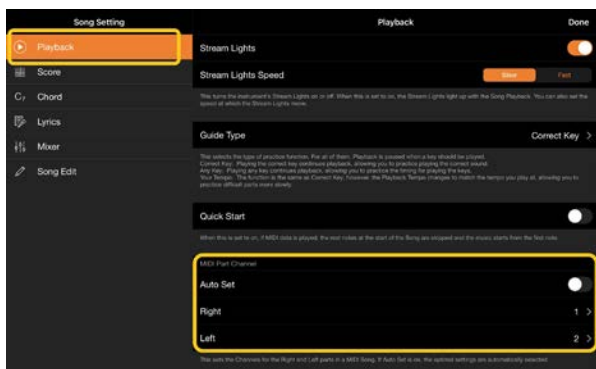 Song Setting
Playback
Done
Playback
Score
C7 Chord
Lyrics
Mixer
Song Edit
Stream Lights
Stream Lights Speed
Slow Fast
This turns the instrument's Stream Lights on or off. When this is set to on, the Stream Lights light up with the Song Playback. You can also set the
speed at which the Stream Lights move.
Guide Type
Correct Key
This selects the type of practice function. For all of them, Playback is paused when a key should be played.
Correct Key: Playing the correct key continues playback, allowing you to practice playing the correct sound.
Any Key: Playing any key continues playback, allowing you to practice the timing for playing the keys.
Your Tempo: The function is the same as Correct Key; however the Playback Tempo changes to match the tempo you play at, allowing you to
practice difficult parts more slowly.
Quick Start
When this is set to on, if MIDI data is played, the rest notes at the start of the Song are skipped and the music starts from the first note.
MIDI Part Channel
Auto Set
Right 1
Left 2
This sets the Channels for the Right and Left parts in a MIDI Song. If Auto Set is on, the optimal settings are automatically selected.